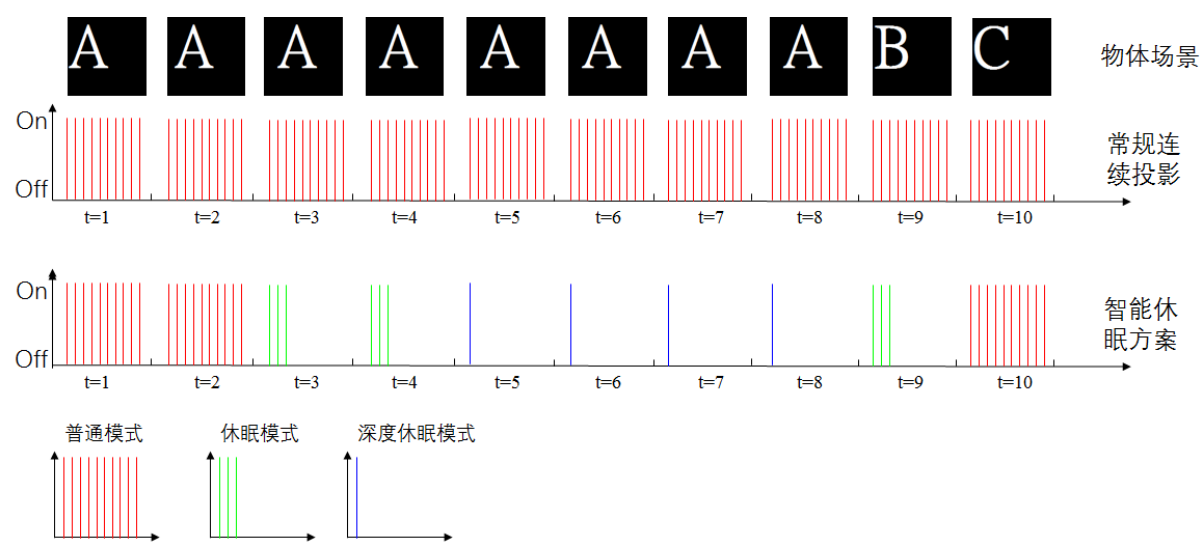 A A A A A A A A B C
物体场景
On
Off
常规连
续投影
t=1 t=2 t=3 t=4 t=5 t=6 t=7 t=8 t=9 t=10
On
Off
智能休
眠方案
t=1 t=2 t=3 t=4 t=5 t=6 t=7 t=8 t=9 t=10
普通模式 休眠模式 深度休眠模式